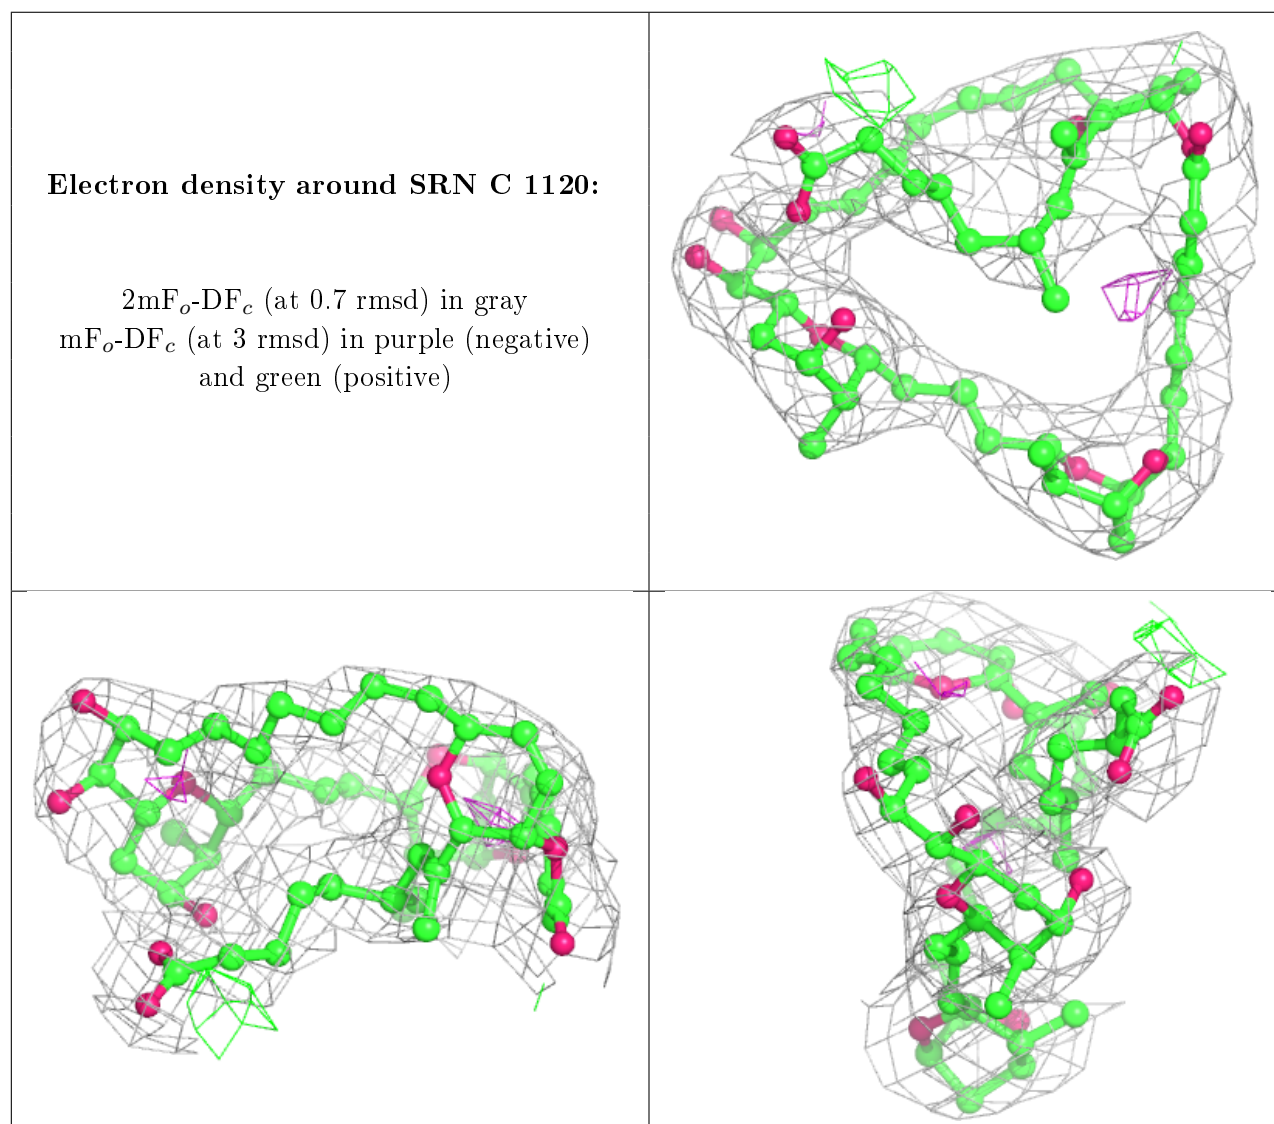 Electron density around SRN C 1120:
2mFₒ-DF𝒸 (at 0.7 rmsd) in gray
mFₒ-DF𝒸 (at 3 rmsd) in purple (negative)
and green (positive)